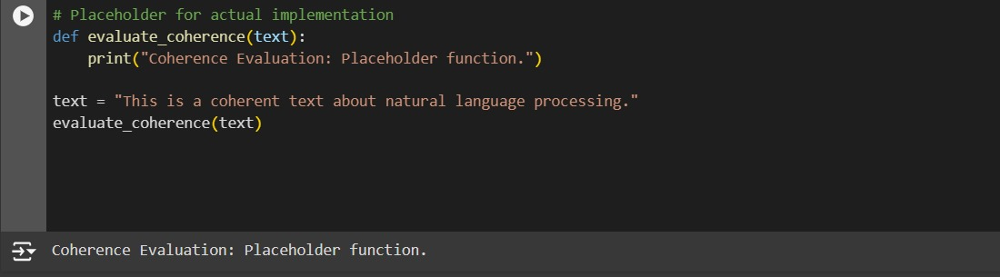 # Placeholder for actual implementation
def evaluate_coherence(text):
    print("Coherence Evaluation: Placeholder function.")
text = "This is a coherent text about natural language processing."
evaluate_coherence(text)
Coherence Evaluation: Placeholder function.